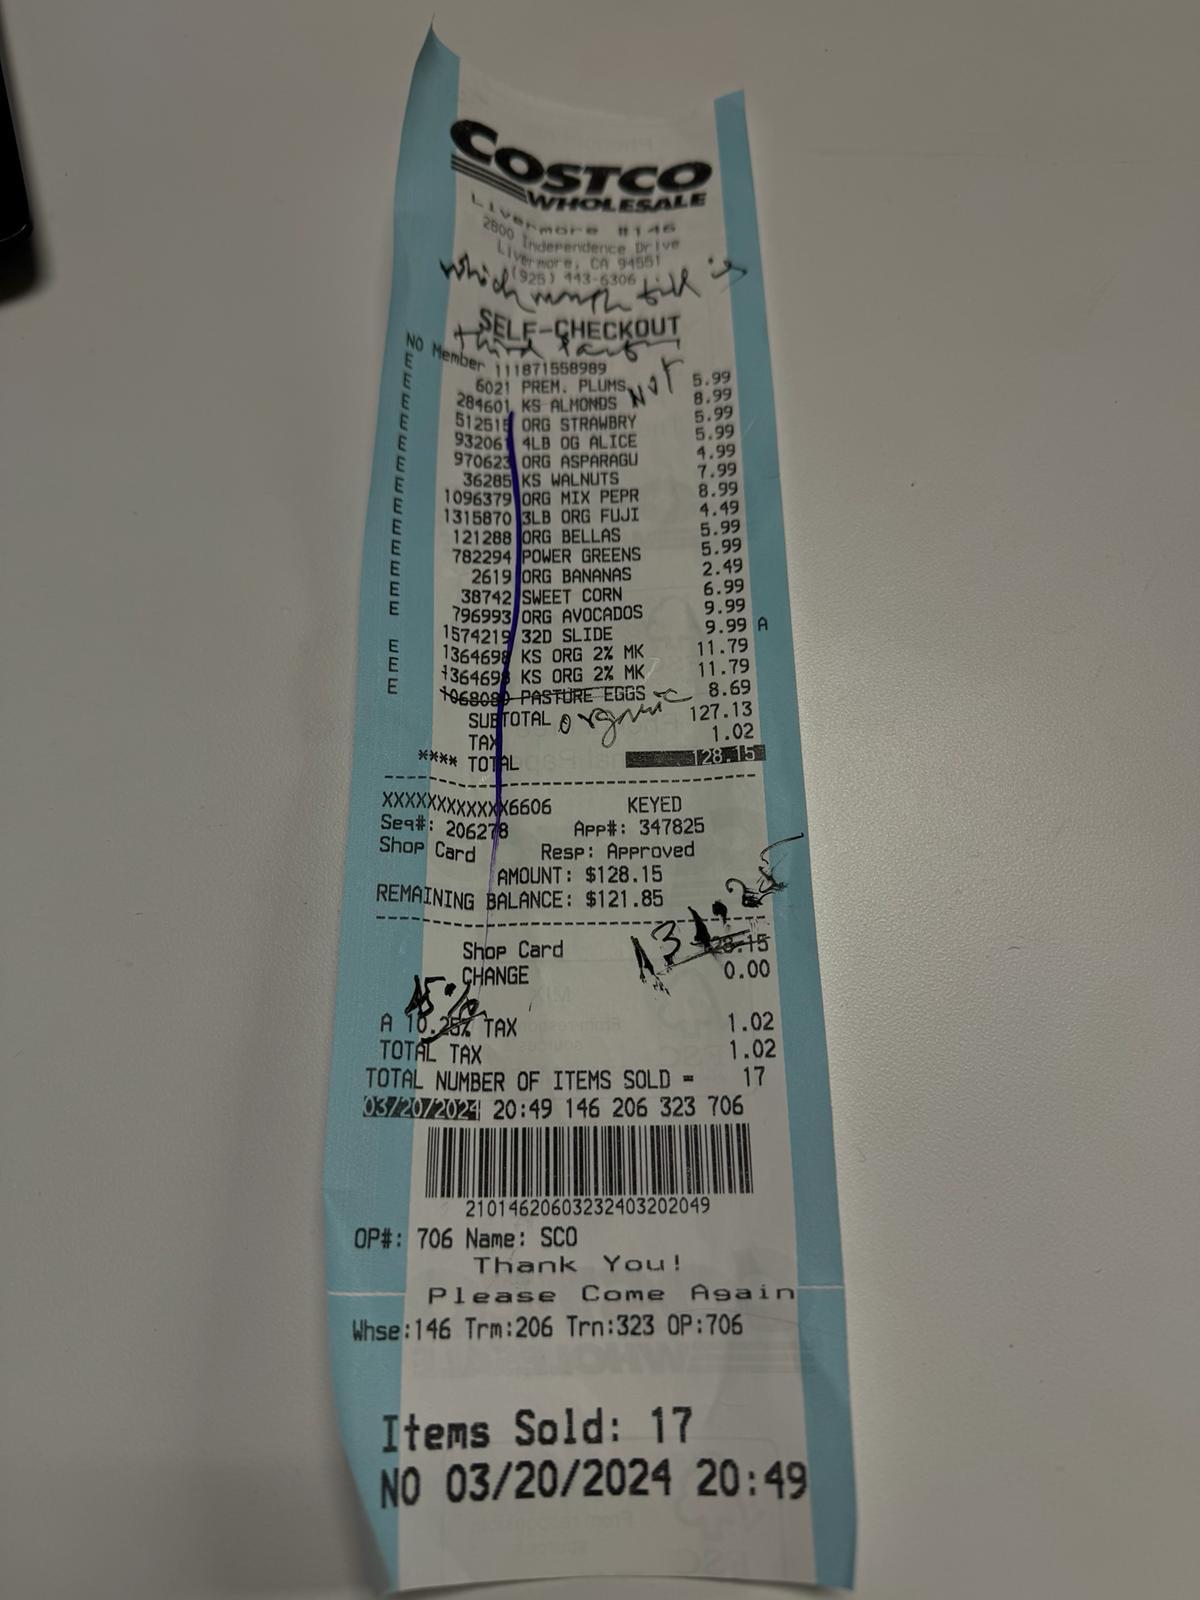 COSTCO
WHOLESALE
Livermore #146
2800 Independence Drive
Livermore, CA 94551
(925) 443-6306
which till is
SELF-CHECKOUT
third
NO Member 111871558989
E 6021 PREM. PLUMS 5.99
NOT
E 284601 KS ALMONDS 8.99
E 512515 ORG STRAWBRY 5.99
E 932061 4LB OG ALICE 5.99
E 970623 ORG ASPARAGU 4.99
E 36285 KS WALNUTS 7.99
E 1096379 ORG MIX PEPR 8.99
E 1315870 3LB ORG FUJI 4.49
E 121288 ORG BELLAS 5.99
E 782294 POWER GREENS 5.99
E 2619 ORG BANANAS 2.49
E 38742 SWEET CORN 6.99
E 796993 ORG AVOCADOS 9.99
1574219 32D SLIDE 9.99 A
E 1364698 KS ORG 2% MK 11.79
E 1364698 KS ORG 2% MK 11.79
E 1068080 PASTURE EGGS 8.69
SUBTOTAL 127.13
organic
TAX 1.02
**** TOTAL 128.15
XXXXXXXXXXXX6606 KEYED
Seq#: 206278 App#: 347825
Shop Card Resp: Approved
AMOUNT: $128.15
REMAINING BALANCE: $121.85
131.25
Shop Card 128.15
CHANGE 0.00
15%
A 10.25% TAX 1.02
TOTAL TAX 1.02
TOTAL NUMBER OF ITEMS SOLD = 17
03/20/2024 20:49 146 206 323 706
21014620603232403202049
OP#: 706 Name: SCO
Thank You!
Please Come Again
Whse:146 Trm:206 Trn:323 OP:706
Items Sold: 17
NO 03/20/2024 20:49